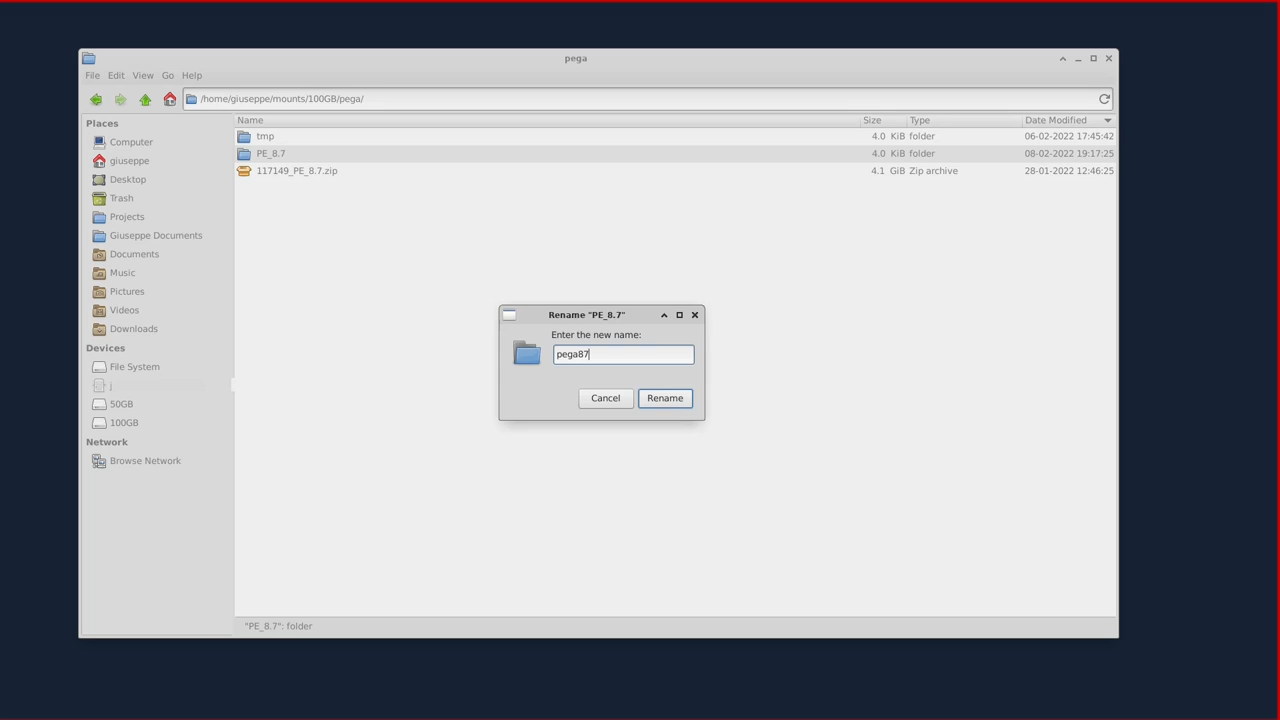 pega
File Edit View Go Help
/home/giuseppe/mounts/100GB/pega/
Places
Computer
giuseppe
Desktop
Trash
Projects
Giuseppe Documents
Documents
Music
Pictures
Videos
Downloads
Devices
File System
50GB
100GB
Network
Browse Network
Name Size Type Date Modified
tmp 4.0 KiB folder 06-02-2022 17:45:42
PE_8.7 4.0 KiB folder 08-02-2022 19:17:25
117149_PE_8.7.zip 4.1 GiB Zip archive 28-01-2022 12:46:25
Rename "PE_8.7"
Enter the new name:
pega87
Cancel Rename
"PE_8.7": folder